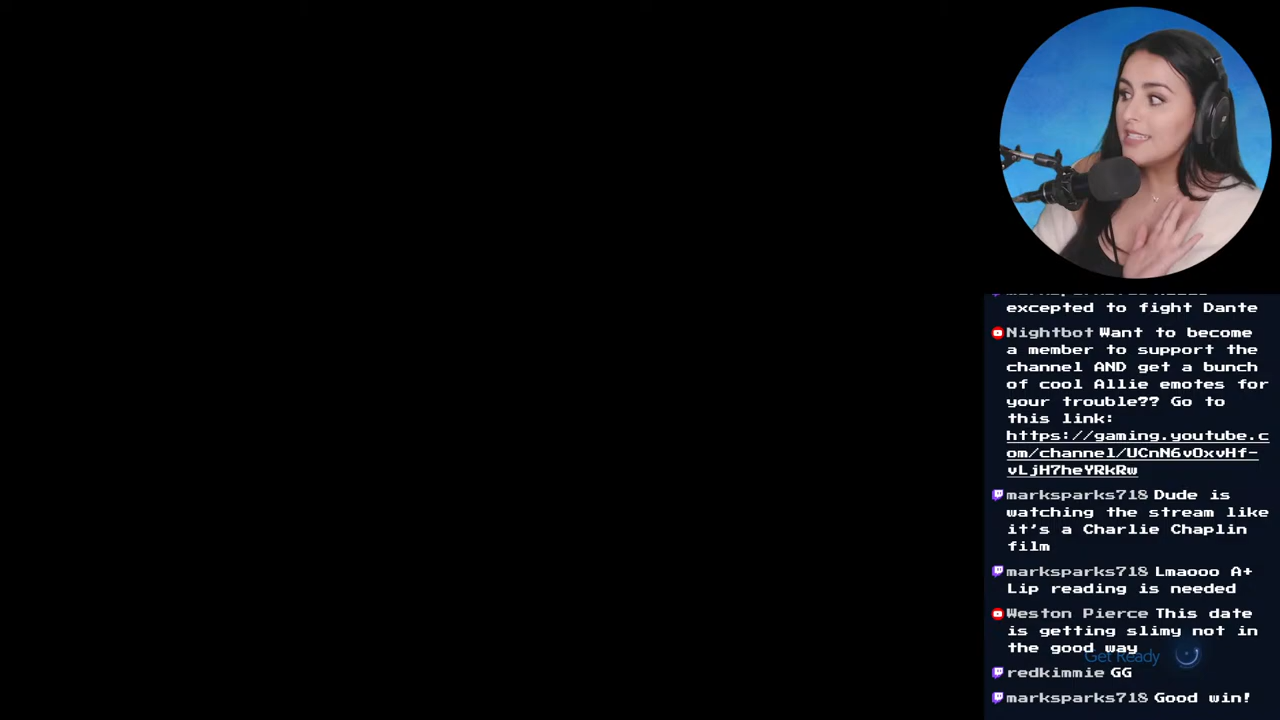 excepted to fight Dante
Nightbot Want to become
a member to support the
channel AND get a bunch
of cool Allie emotes for
your trouble?? Go to
this link:
https://gaming.youtube.c
om/channel/UCnN6vOxvHf-
vLjH7heYRkRw
marksparks718 Dude is
watching the stream like
it's a Charlie Chaplin
film
marksparks718 Lmaooo A+
Lip reading is needed
Weston Pierce This date
is getting slimy not in
the good way
Get Ready
redkimmie GG
marksparks718 Good win!